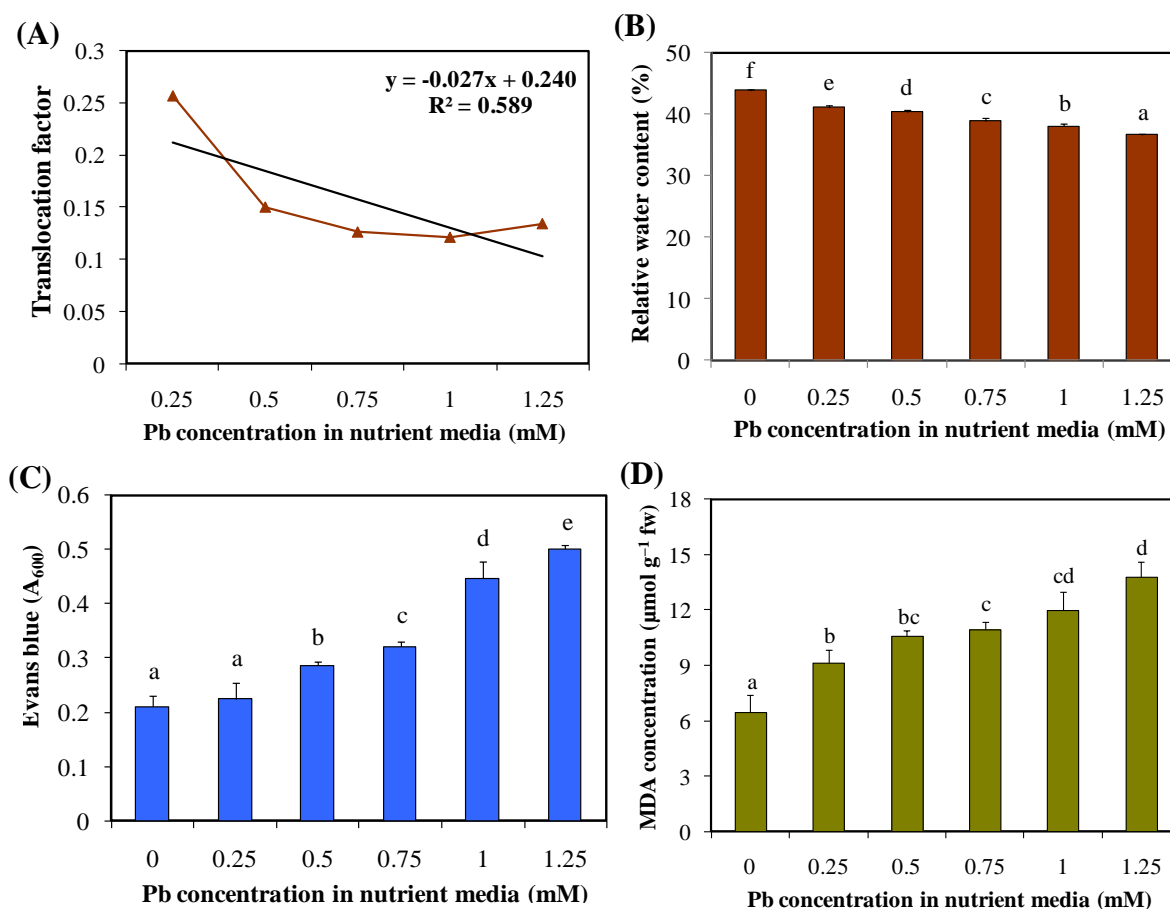 (A)
y = -0.027x + 0.240
R² = 0.589
Translocation factor
0.3
0.25
0.2
0.15
0.1
0.05
0
0.25 0.5 0.75 1 1.25
Pb concentration in nutrient media (mM)
(B)
Relative water content (%)
50
40
30
20
10
0
f e d c b a
0 0.25 0.5 0.75 1 1.25
Pb concentration in nutrient media (mM)
(C)
Evans blue (A₆₀₀)
0.6
0.5
0.4
0.3
0.2
0.1
0
a a b c d e
0 0.25 0.5 0.75 1 1.25
Pb concentration in nutrient media (mM)
(D)
MDA concentration (µmol g⁻¹ fw)
18
15
12
9
6
3
0
a b bc c cd d
0 0.25 0.5 0.75 1 1.25
Pb concentration in nutrient media (mM)